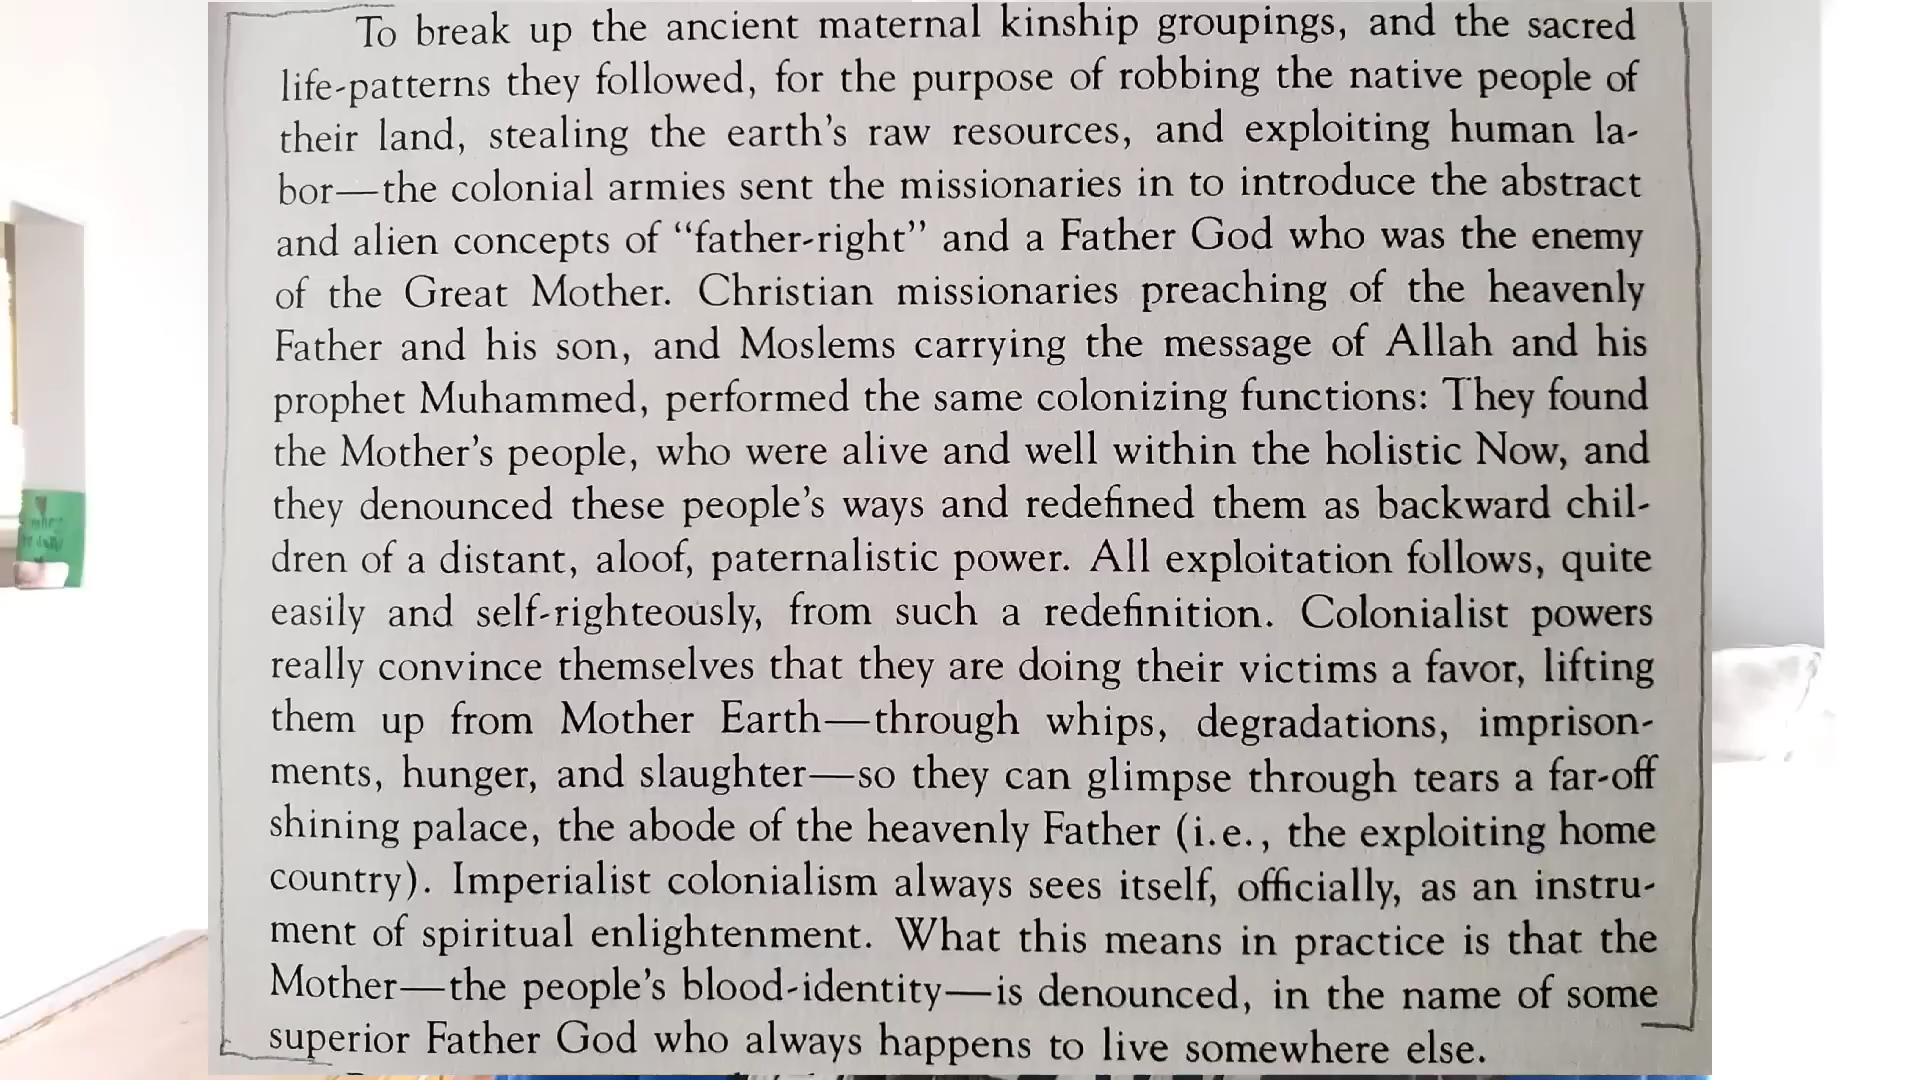 To break up the ancient maternal kinship groupings, and the sacred
life-patterns they followed, for the purpose of robbing the native people of
their land, stealing the earth's raw resources, and exploiting human la-
bor—the colonial armies sent the missionaries in to introduce the abstract
and alien concepts of “father-right” and a Father God who was the enemy
of the Great Mother. Christian missionaries preaching of the heavenly
Father and his son, and Moslems carrying the message of Allah and his
prophet Muhammed, performed the same colonizing functions: They found
the Mother's people, who were alive and well within the holistic Now, and
they denounced these people's ways and redefined them as backward chil-
dren of a distant, aloof, paternalistic power. All exploitation follows, quite
easily and self-righteously, from such a redefinition. Colonialist powers
really convince themselves that they are doing their victims a favor, lifting
them up from Mother Earth—through whips, degradations, imprison-
ments, hunger, and slaughter—so they can glimpse through tears a far-off
shining palace, the abode of the heavenly Father (i.e., the exploiting home
country). Imperialist colonialism always sees itself, officially, as an instru-
ment of spiritual enlightenment. What this means in practice is that the
Mother—the people's blood-identity—is denounced, in the name of some
superior Father God who always happens to live somewhere else.